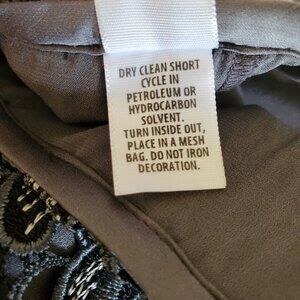 DRY CLEAN SHORT
CYCLE IN
PETROLEUM OR
HYDROCARBON
SOLVENT.
TURN INSIDE OUT,
PLACE IN A MESH
BAG. DO NOT IRON
DECORATION.